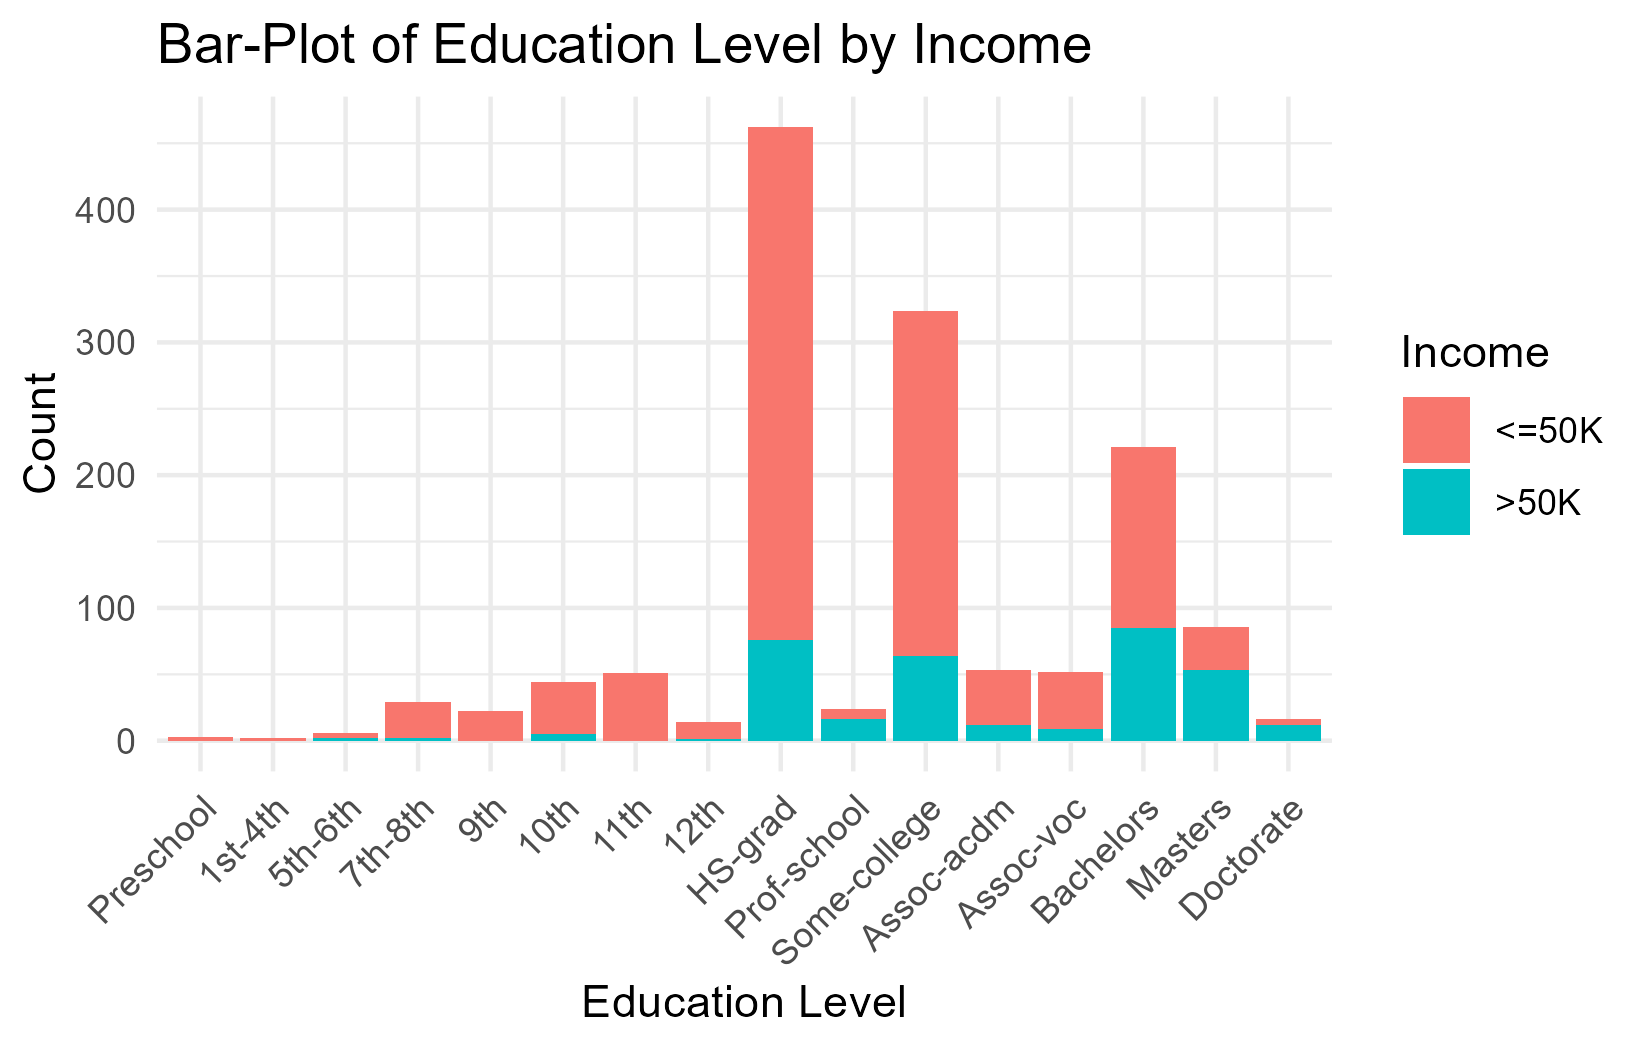 Bar-Plot of Education Level by Income
Count
400
300
200
100
0
Preschool
1st-4th
5th-6th
7th-8th
9th
10th
11th
12th
HS-grad
Prof-school
Some-college
Assoc-acdm
Assoc-voc
Bachelors
Masters
Doctorate
Education Level
Income
<=50K
>50K